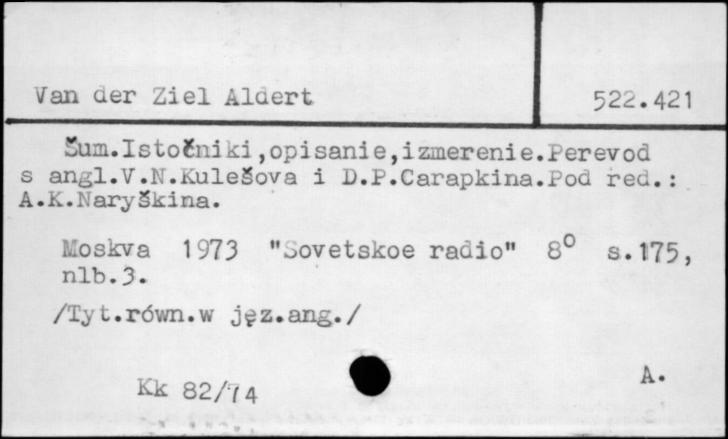 Van der Ziel Aldert 522.421
Šum.Istočniki,opisanie,izmerenie.Perevod
s angl.V.N.Kulešova i D.P.Carapkina.Pod red.:
A.K.Naryškina.
Moskva 1973 "Sovetskoe radio" 8° s.175,
nlb.3.
/Tyt.równ.w jęz.ang./
A.
Kk 82/74